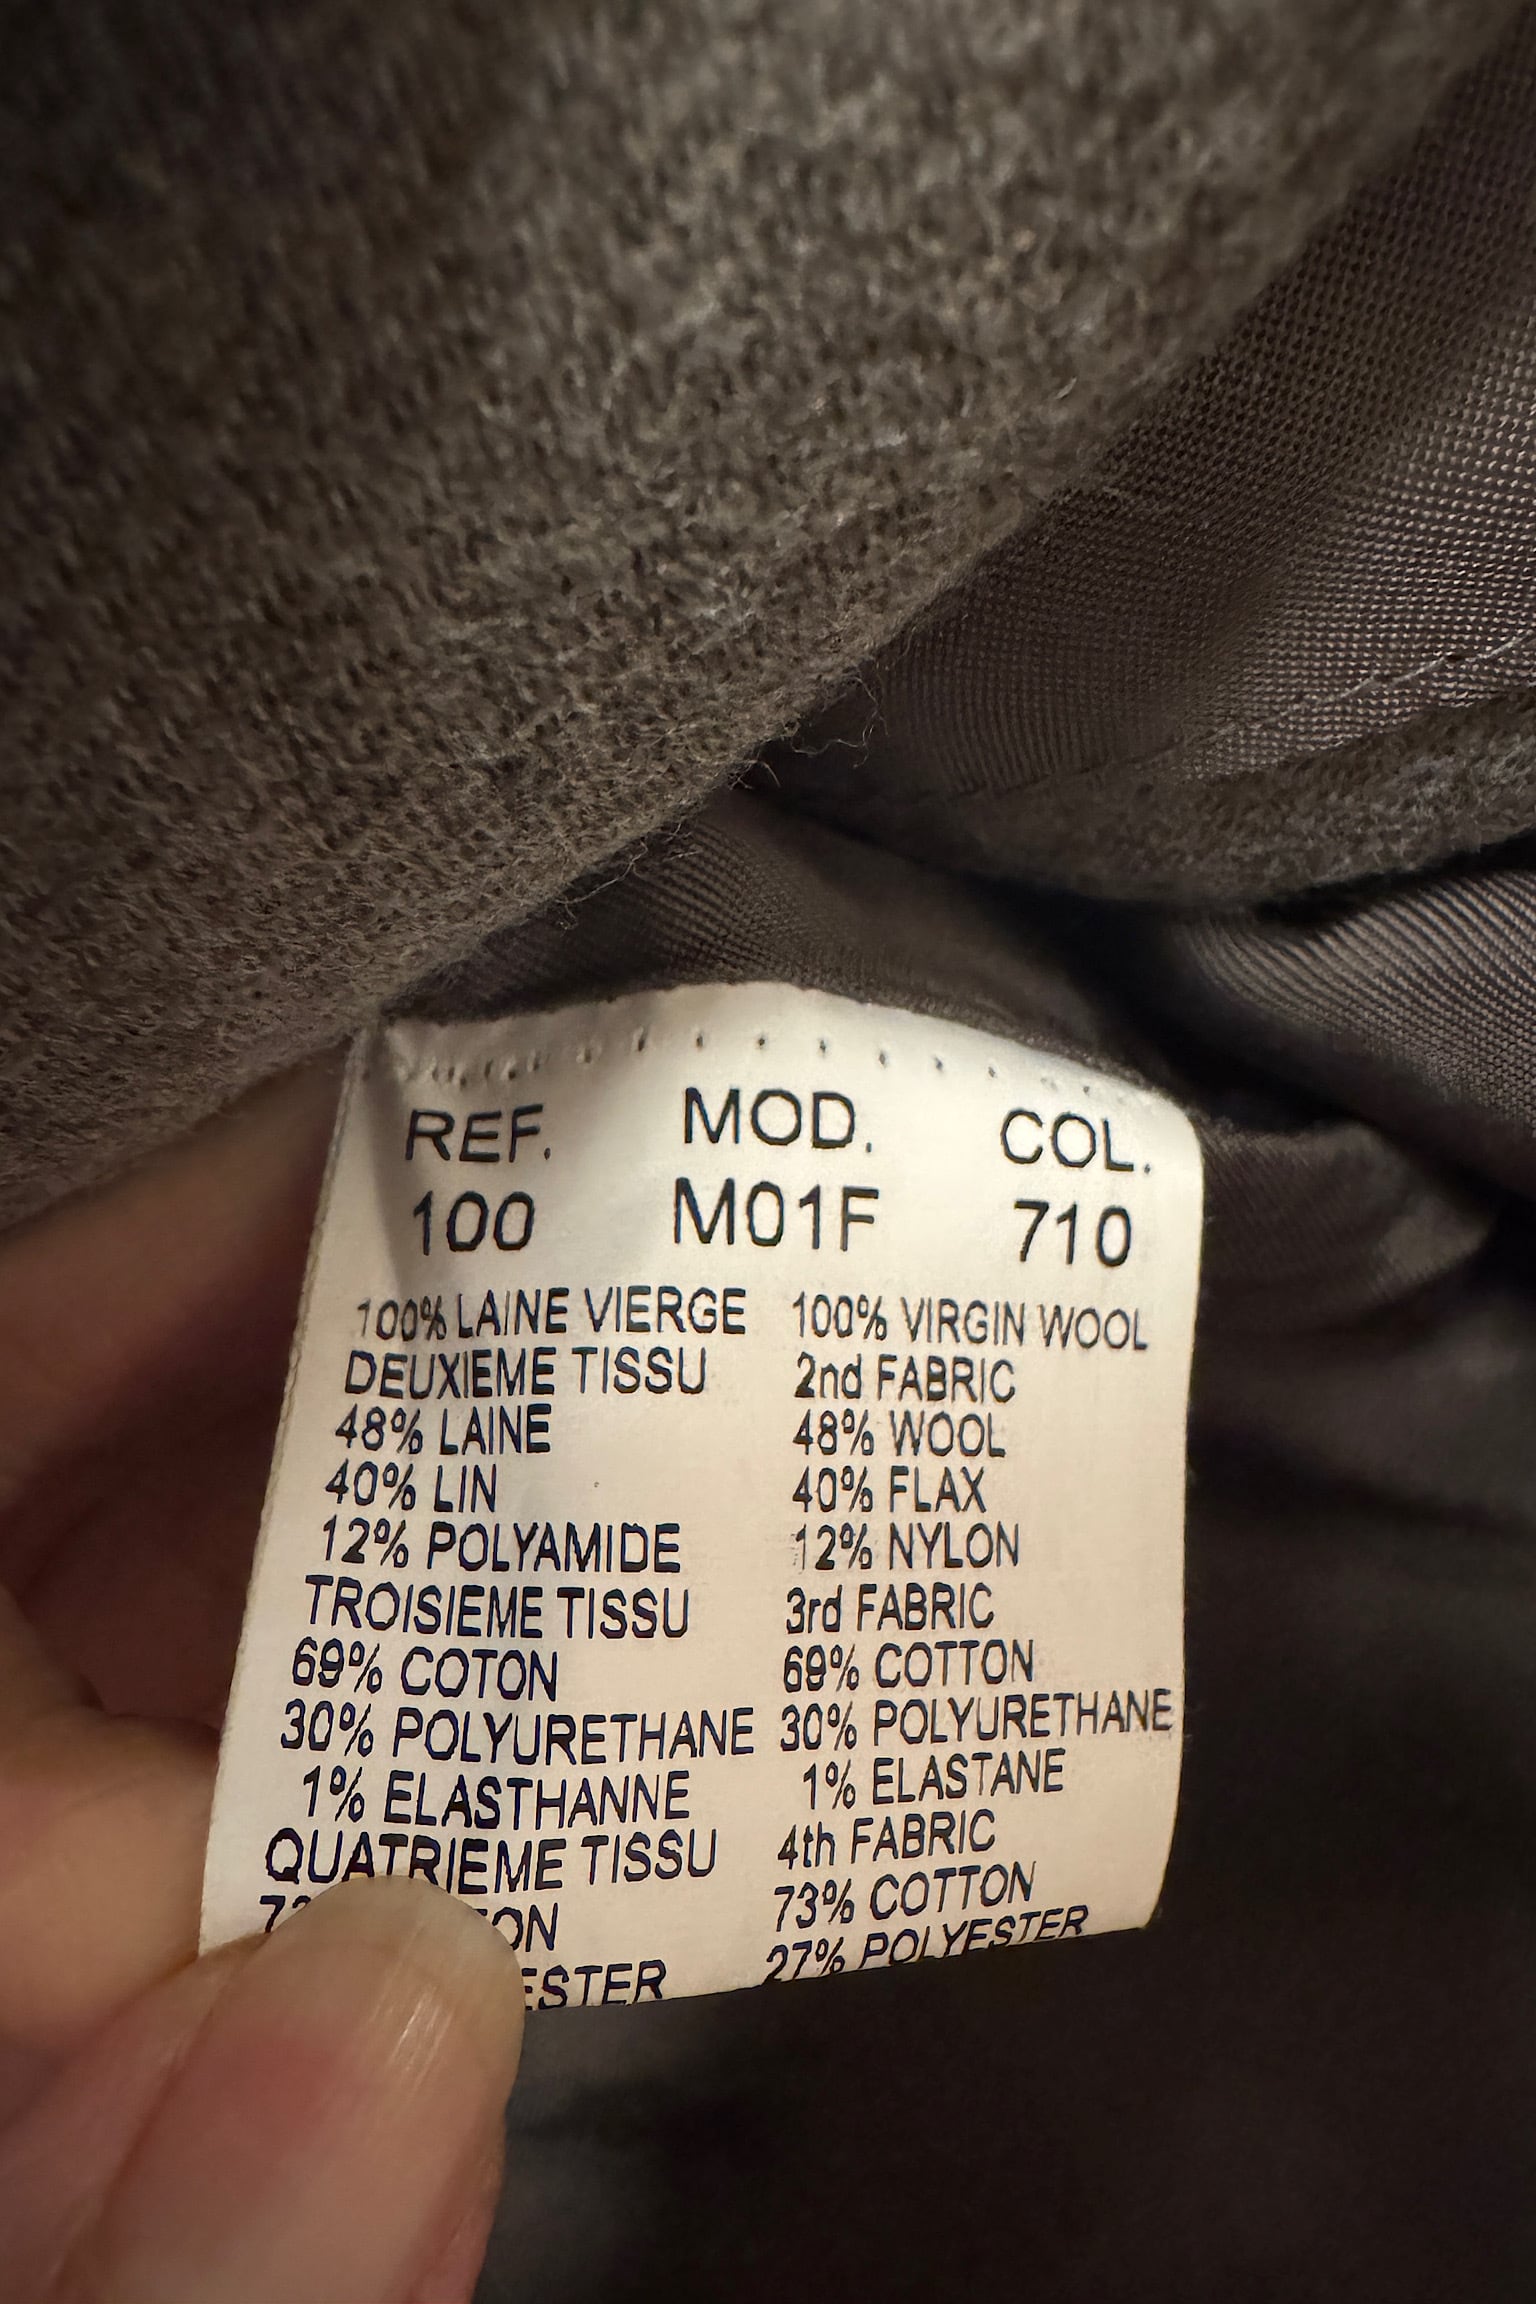 REF. MOD. COL.
100 M01F 710
100% LAINE VIERGE 100% VIRGIN WOOL
DEUXIEME TISSU 2nd FABRIC
48% LAINE 48% WOOL
40% LIN 40% FLAX
12% POLYAMIDE 12% NYLON
TROISIEME TISSU 3rd FABRIC
69% COTON 69% COTTON
30% POLYURETHANE 30% POLYURETHANE
1% ELASTHANNE 1% ELASTANE
QUATRIEME TISSU 4th FABRIC
73% COTTON
27% POLYESTER